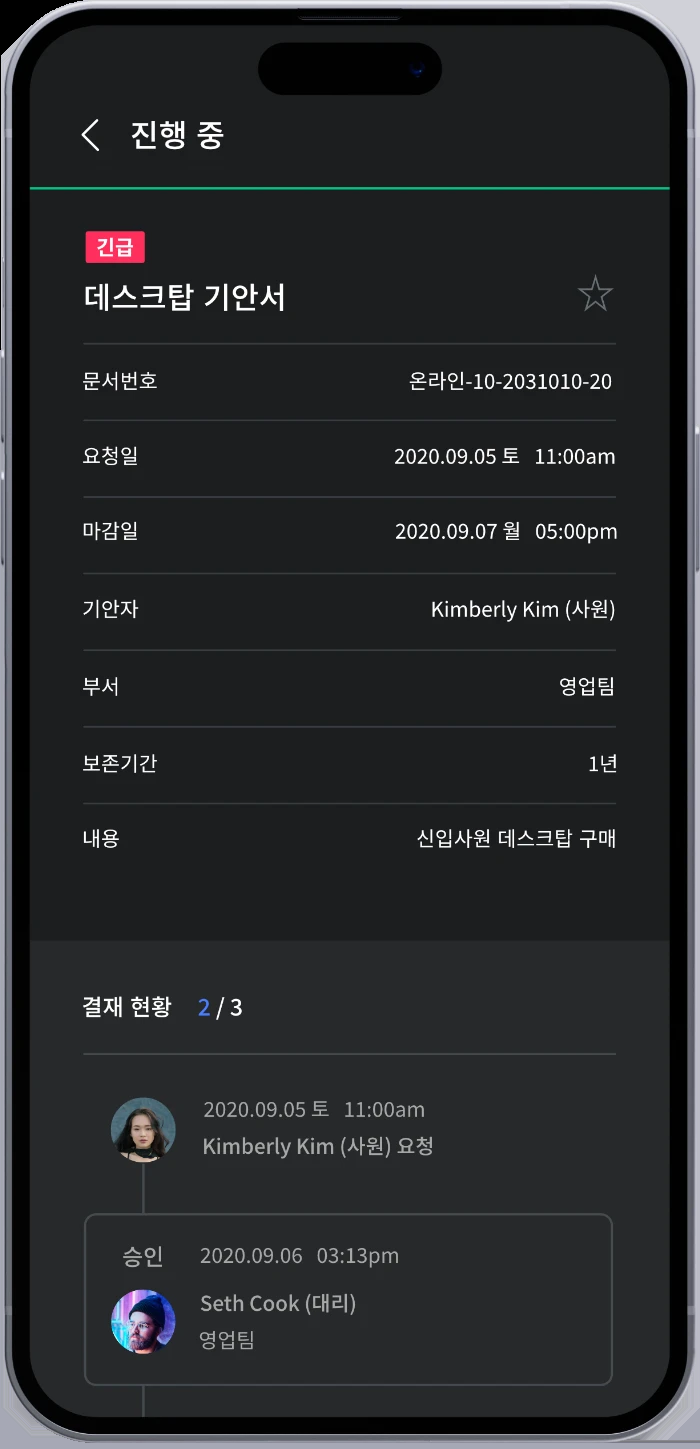 진행 중
긴급
데스크탑 기안서
문서번호 온라인-10-2031010-20
요청일 2020.09.05 토 11:00am
마감일 2020.09.07 월 05:00pm
기안자 Kimberly Kim (사원)
부서 영업팀
보존기간 1년
내용 신입사원 데스크탑 구매
결재 현황 2 / 3
2020.09.05 토 11:00am
Kimberly Kim (사원) 요청
승인 2020.09.06 03:13pm
Seth Cook (대리)
영업팀